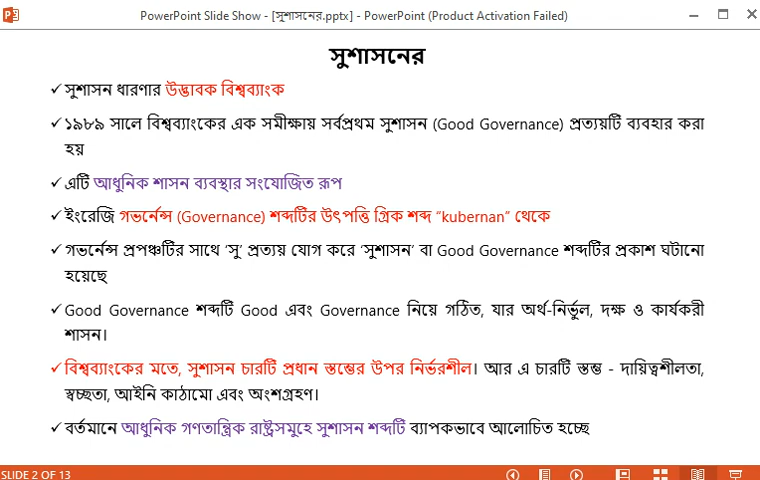 PowerPoint Slide Show - [সুশাসনের.pptx] - PowerPoint (Product Activation Failed)
সুশাসনের
✓সুশাসন ধারণার উদ্ভাবক বিশ্বব্যাংক
✓১৯৮৯ সালে বিশ্বব্যাংকের এক সমীক্ষায় সর্বপ্রথম সুশাসন (Good Governance) প্রত্যয়টি ব্যবহার করা
হয়
✓এটি আধুনিক শাসন ব্যবস্থার সংযোজিত রূপ
✓ইংরেজি গভর্নেন্স (Governance) শব্দটির উৎপত্তি গ্রিক শব্দ “kubernan” থেকে
✓গভর্নেন্স প্রপঞ্চটির সাথে ‘সু’ প্রত্যয় যোগ করে ‘সুশাসন’ বা Good Governance শব্দটির প্রকাশ ঘটানো
হয়েছে
✓Good Governance শব্দটি Good এবং Governance নিয়ে গঠিত, যার অর্থ-নির্ভুল, দক্ষ ও কার্যকরী
শাসন।
✓বিশ্বব্যাংকের মতে, সুশাসন চারটি প্রধান স্তম্ভের উপর নির্ভরশীল। আর এ চারটি স্তম্ভ - দায়িত্বশীলতা,
স্বচ্ছতা, আইনি কাঠামো এবং অংশগ্রহণ।
✓বর্তমানে আধুনিক গণতান্ত্রিক রাষ্ট্রসমুহে সুশাসন শব্দটি ব্যাপকভাবে আলোচিত হচ্ছে
SLIDE 2 OF 13